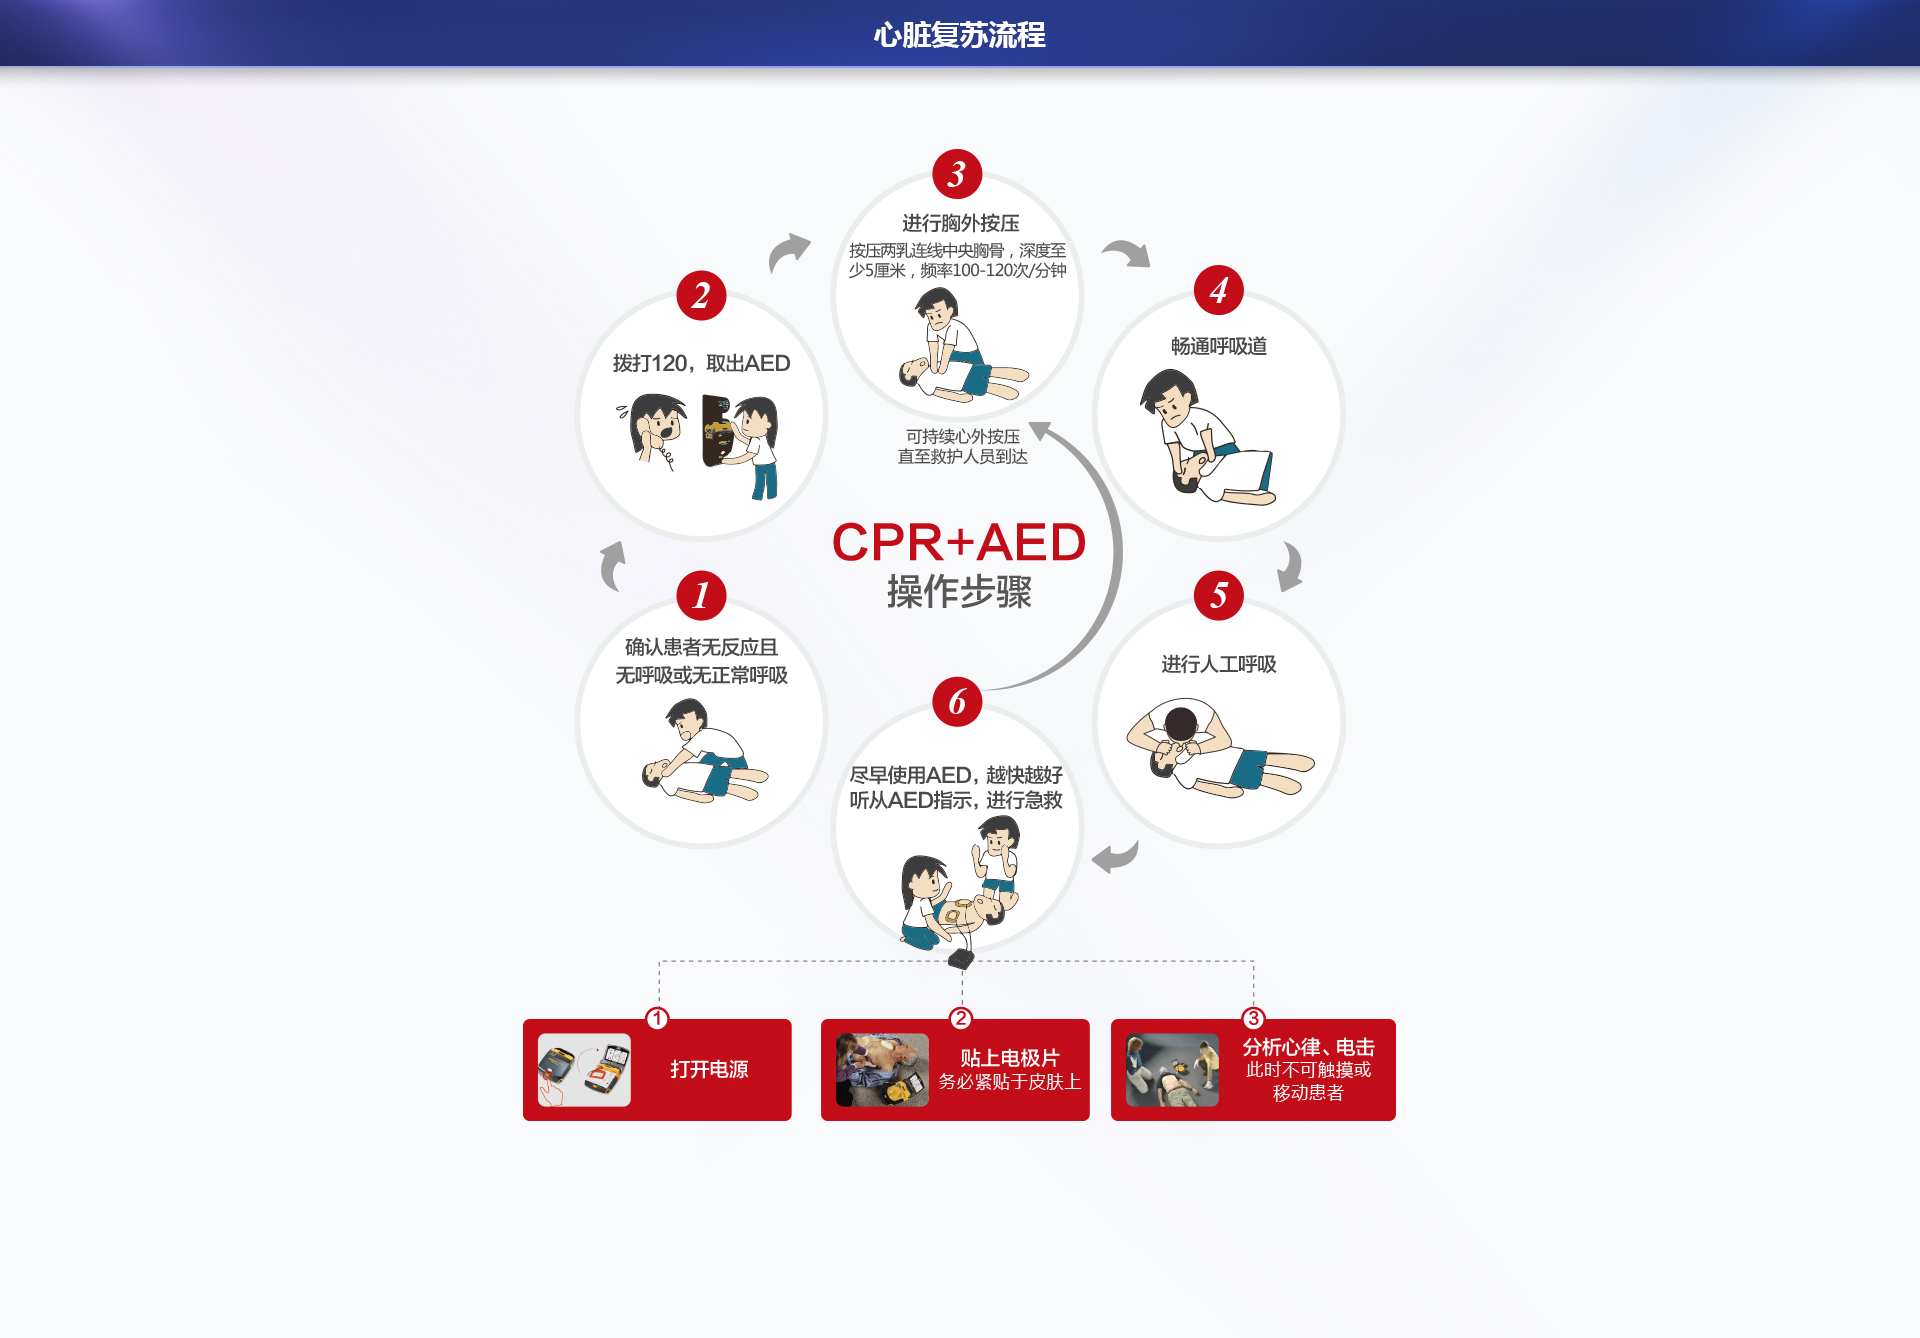 心脏复苏流程
3
进行胸外按压
按压两乳连线中央胸骨，深度至
少5厘米，频率100-120次/分钟
可持续心外按压
直至救护人员到达
2
拨打120，取出AED
4
畅通呼吸道
CPR+AED
操作步骤
1
确认患者无反应且
无呼吸或无正常呼吸
5
进行人工呼吸
6
尽早使用AED，越快越好
听从AED指示，进行急救
1
打开电源
2
贴上电极片
务必紧贴于皮肤上
3
分析心律、电击
此时不可触摸或
移动患者